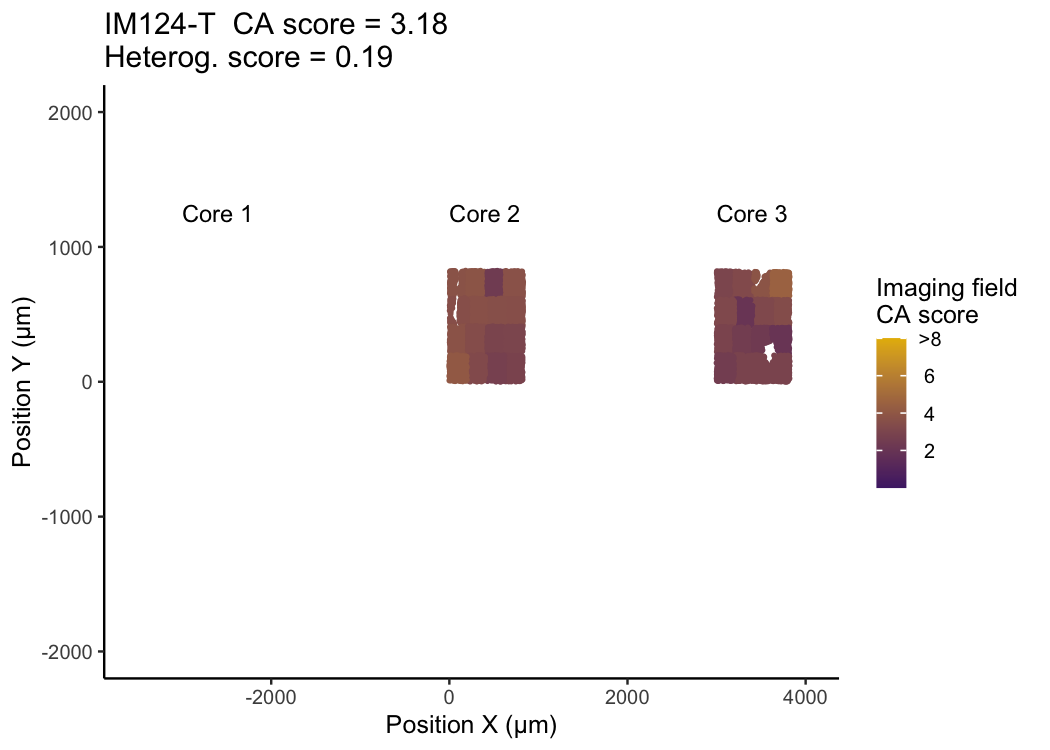 IM124-T  CA score = 3.18
Heterog. score = 0.19
2000
1000
0
-1000
-2000
Position Y (μm)
Core 1
Core 2
Core 3
-2000
0
2000
4000
Position X (μm)
Imaging field
CA score
>8
6
4
2